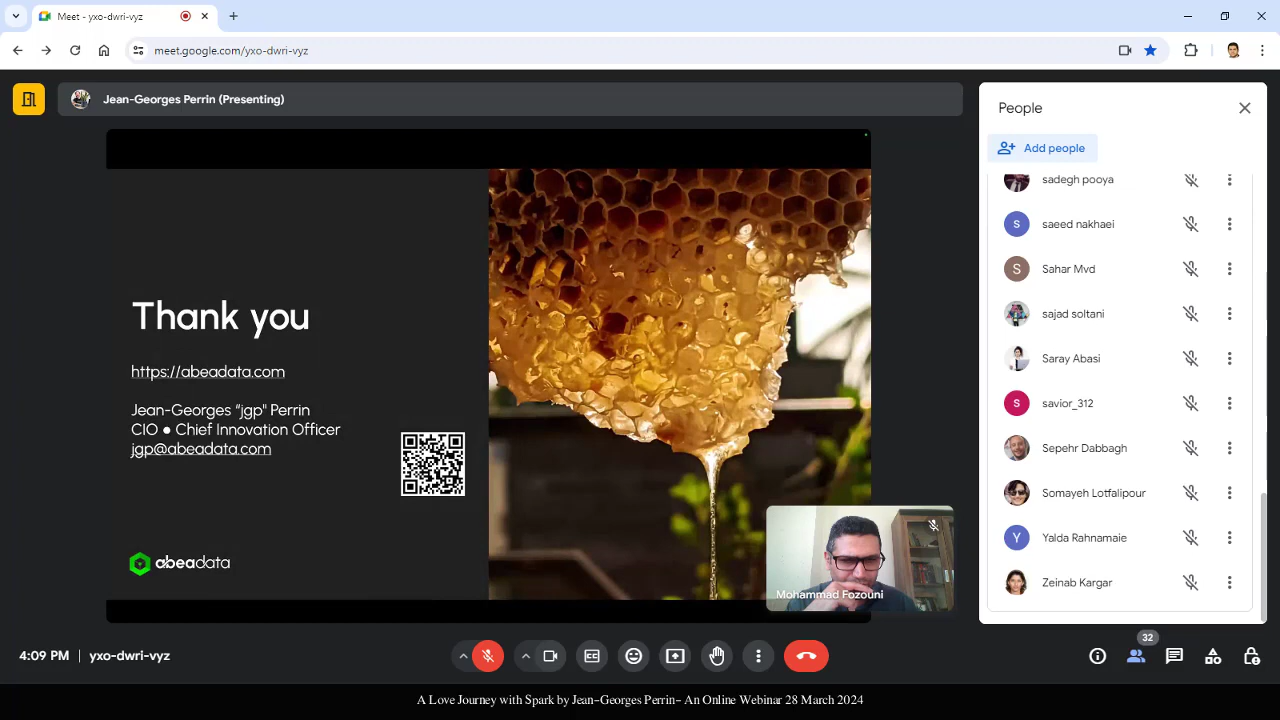 Meet - yxo-dwri-vyz
meet.google.com/yxo-dwri-vyz
Jean-Georges Perrin (Presenting)
Thank you
https://abeadata.com
Jean-Georges "jgp" Perrin
CIO ● Chief Innovation Officer
jgp@abeadata.com
abeadata
Mohammad Fozouni
People
Add people
sadegh pooya
s
saeed nakhaei
S
Sahar Mvd
sajad soltani
Saray Abasi
s
savior_312
Sepehr Dabbagh
Somayeh Lotfalipour
Y
Yalda Rahnamaie
Zeinab Kargar
4:09 PM | yxo-dwri-vyz
CC
32
A Love Journey with Spark by Jean-Georges Perrin- An Online Webinar 28 March 2024